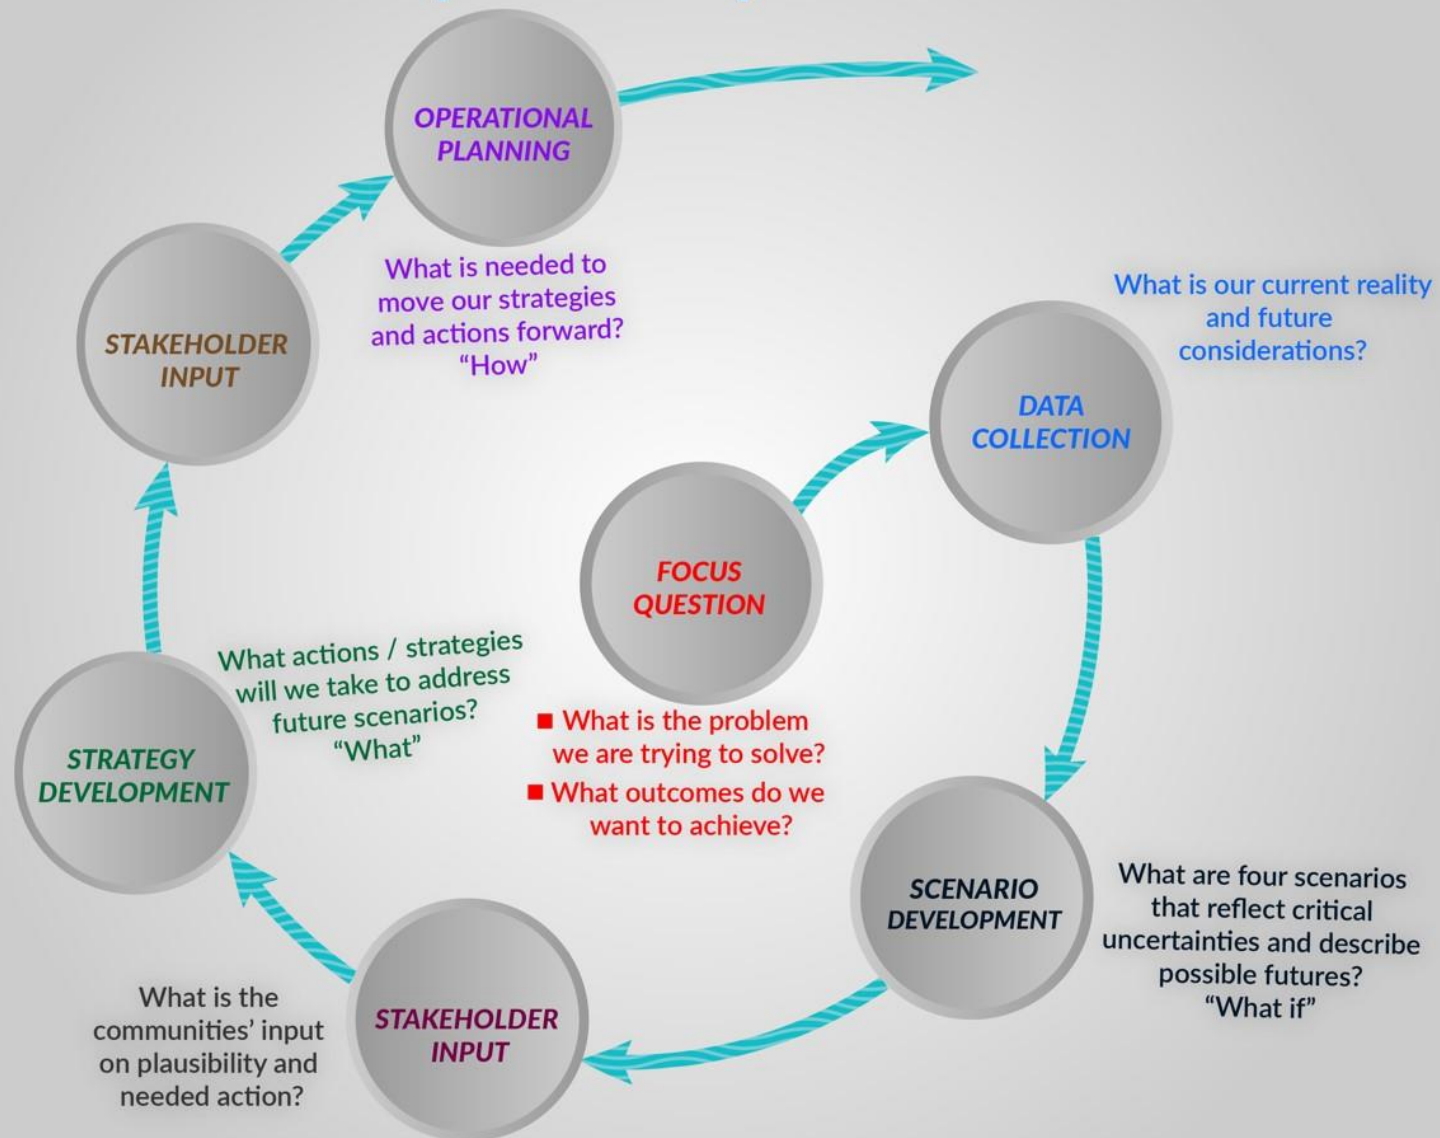 OPERATIONAL
PLANNING
What is needed to
move our strategies
and actions forward?
“How”
STAKEHOLDER
INPUT
What is our current reality
and future
considerations?
DATA
COLLECTION
FOCUS
QUESTION
■ What is the problem
we are trying to solve?
■ What outcomes do we
want to achieve?
What actions / strategies
will we take to address
future scenarios?
“What”
STRATEGY
DEVELOPMENT
SCENARIO
DEVELOPMENT
What are four scenarios
that reflect critical
uncertainties and describe
possible futures?
“What if”
STAKEHOLDER
INPUT
What is the
communities’ input
on plausibility and
needed action?